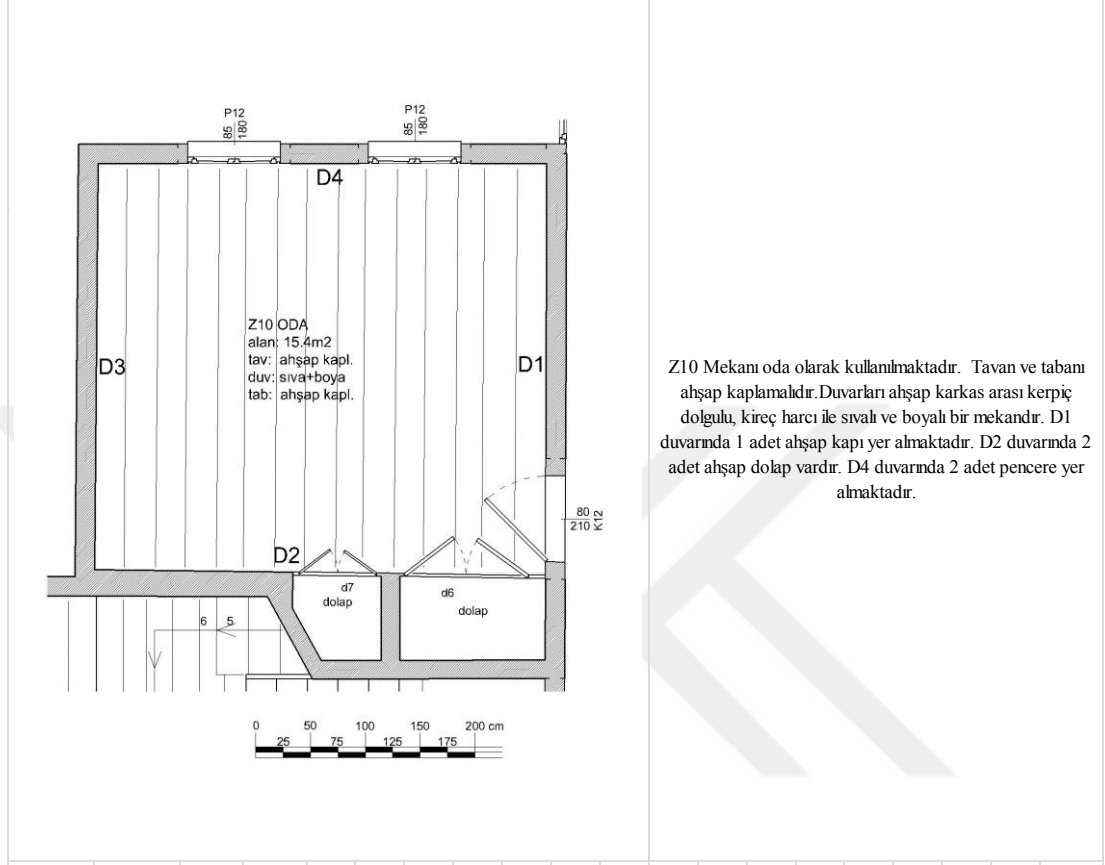 P12
85
180
P12
85
180
D4
Z10 ODA
alan: 15.4m2
tav: ahşap kapl.
duv: sıva+boya
tab: ahşap kapl.
D3
D1
80
210
K12
D2
d7
dolap
d6
dolap
6 5
0 50 100 150 200 cm
25 75 125 175
Z10 Mekanı oda olarak kullanılmaktadır. Tavan ve tabanı
ahşap kaplamalıdır.Duvarları ahşap karkas arası kerpiç
dolgulu, kireç harcı ile sıvalı ve boyalı bir mekandır. D1
duvarında 1 adet ahşap kapı yer almaktadır. D2 duvarında 2
adet ahşap dolap vardır. D4 duvarında 2 adet pencere yer
almaktadır.